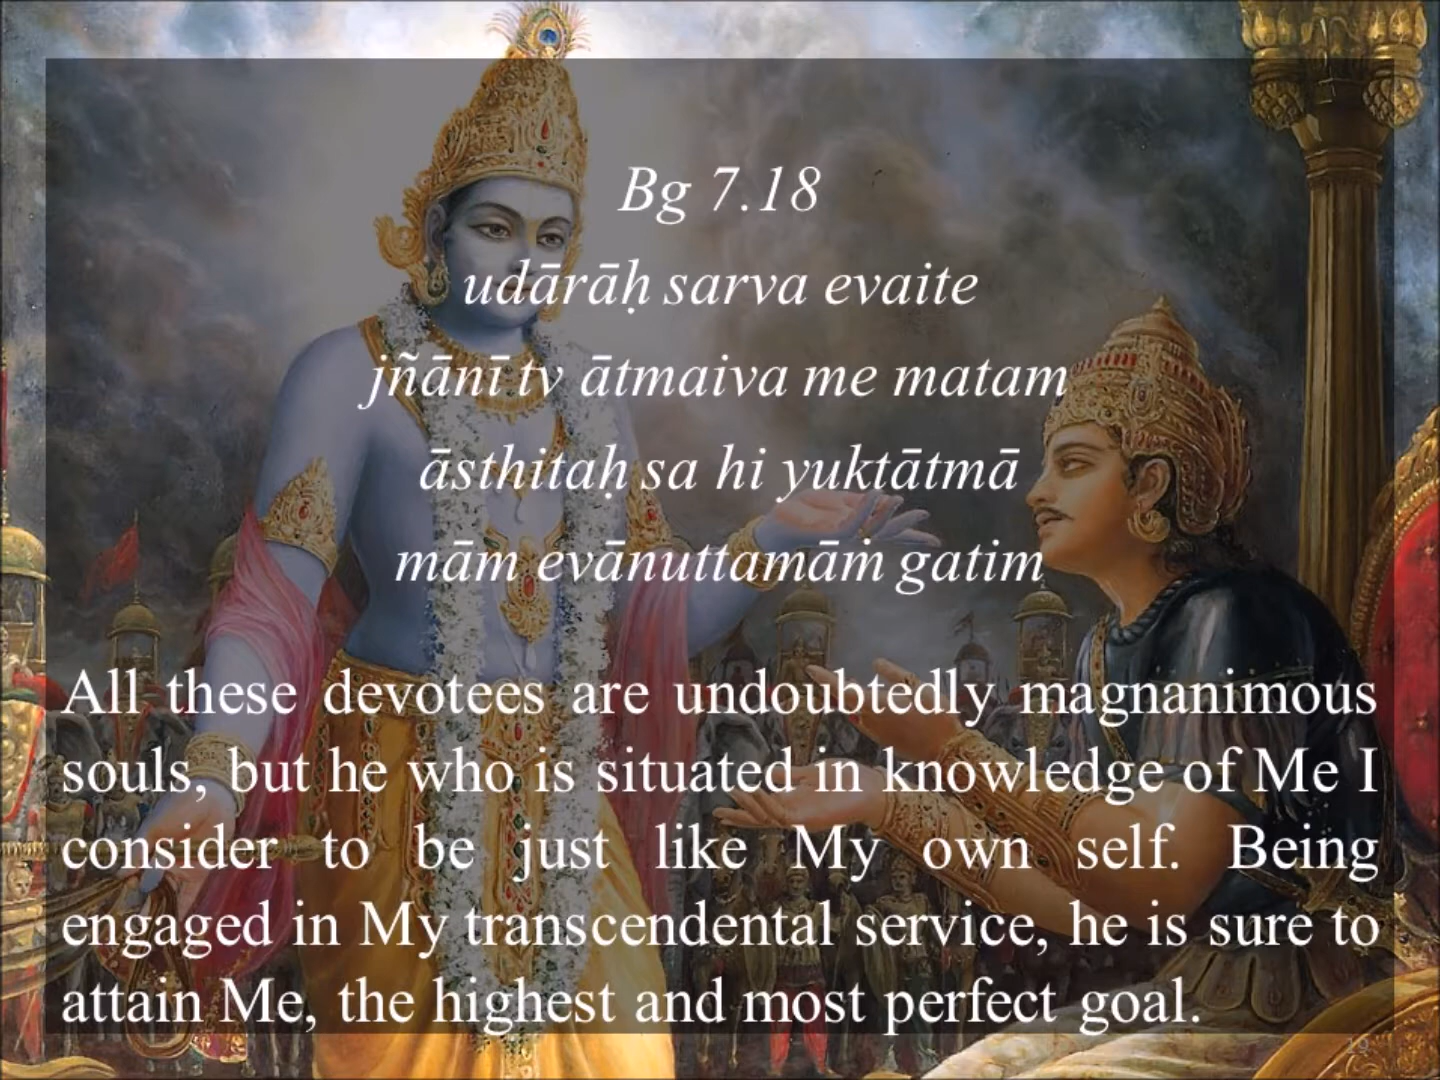 Bg 7.18
udārāḥ sarva evaite
jñānī tv ātmaiva me matam
āsthitaḥ sa hi yuktātmā
mām evānuttamāṁ gatim
All these devotees are undoubtedly magnanimous
souls, but he who is situated in knowledge of Me I
consider to be just like My own self. Being
engaged in My transcendental service, he is sure to
attain Me, the highest and most perfect goal.
19